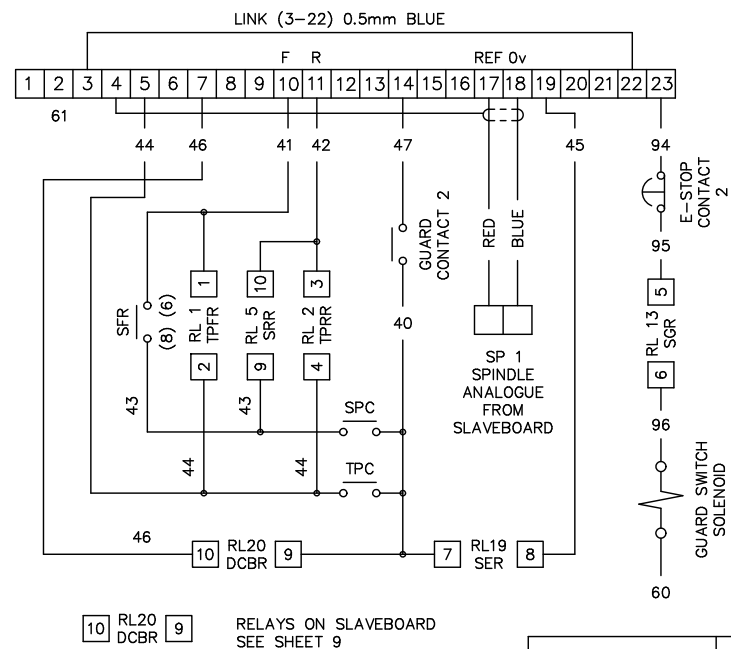 LINK (3-22) 0.5mm BLUE
F R REF 0v
1 2 3 4 5 6 7 8 9 10 11 12 13 14 15 16 17 18 19 20 21 22 23
61
44 46 41 42 47 45 94
E-STOP
CONTACT
2
GUARD
CONTACT 2
RED
BLUE
95
1 10 3
5
SFR
(8) (6)
RL 1
TPFR
RL 5
SRR
RL 2
TPRR
40
RL 13
SGR
2 9 4
6
SP 1
SPINDLE
ANALOGUE
FROM
SLAVEBOARD
43 43
SPC
96
44 44
TPC
GUARD SWITCH
SOLENOID
46
10 RL20 9
DCBR
7 RL19 8
SER
60
10 RL20 9
DCBR
RELAYS ON SLAVEBOARD
SEE SHEET 9